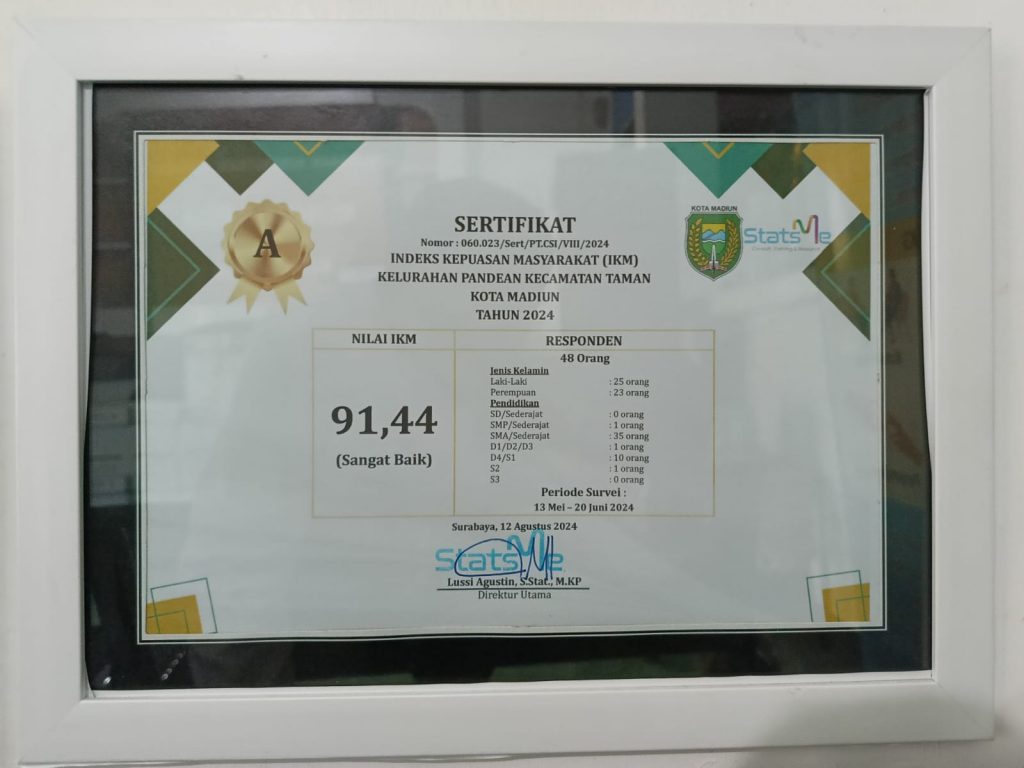 A
SERTIFIKAT
Nomor : 060.023/Sert/PT.CSI/VIII/2024
INDEKS KEPUASAN MASYARAKAT (IKM)
KELURAHAN PANDEAN KECAMATAN TAMAN
KOTA MADIUN
TAHUN 2024
KOTA MADIUN
StatsMe
Consult, Training & Research
NILAI IKM
91,44
(Sangat Baik)
RESPONDEN
48 Orang
Jenis Kelamin
Laki-Laki : 25 orang
Perempuan : 23 orang
Pendidikan
SD/Sederajat : 0 orang
SMP/Sederajat : 1 orang
SMA/Sederajat : 35 orang
D1/D2/D3 : 1 orang
D4/S1 : 10 orang
S2 : 1 orang
S3 : 0 orang
Periode Survei :
13 Mei – 20 Juni 2024
Surabaya, 12 Agustus 2024
StatsMe
Lussi Agustin, S.Stat., M.KP
Direktur Utama